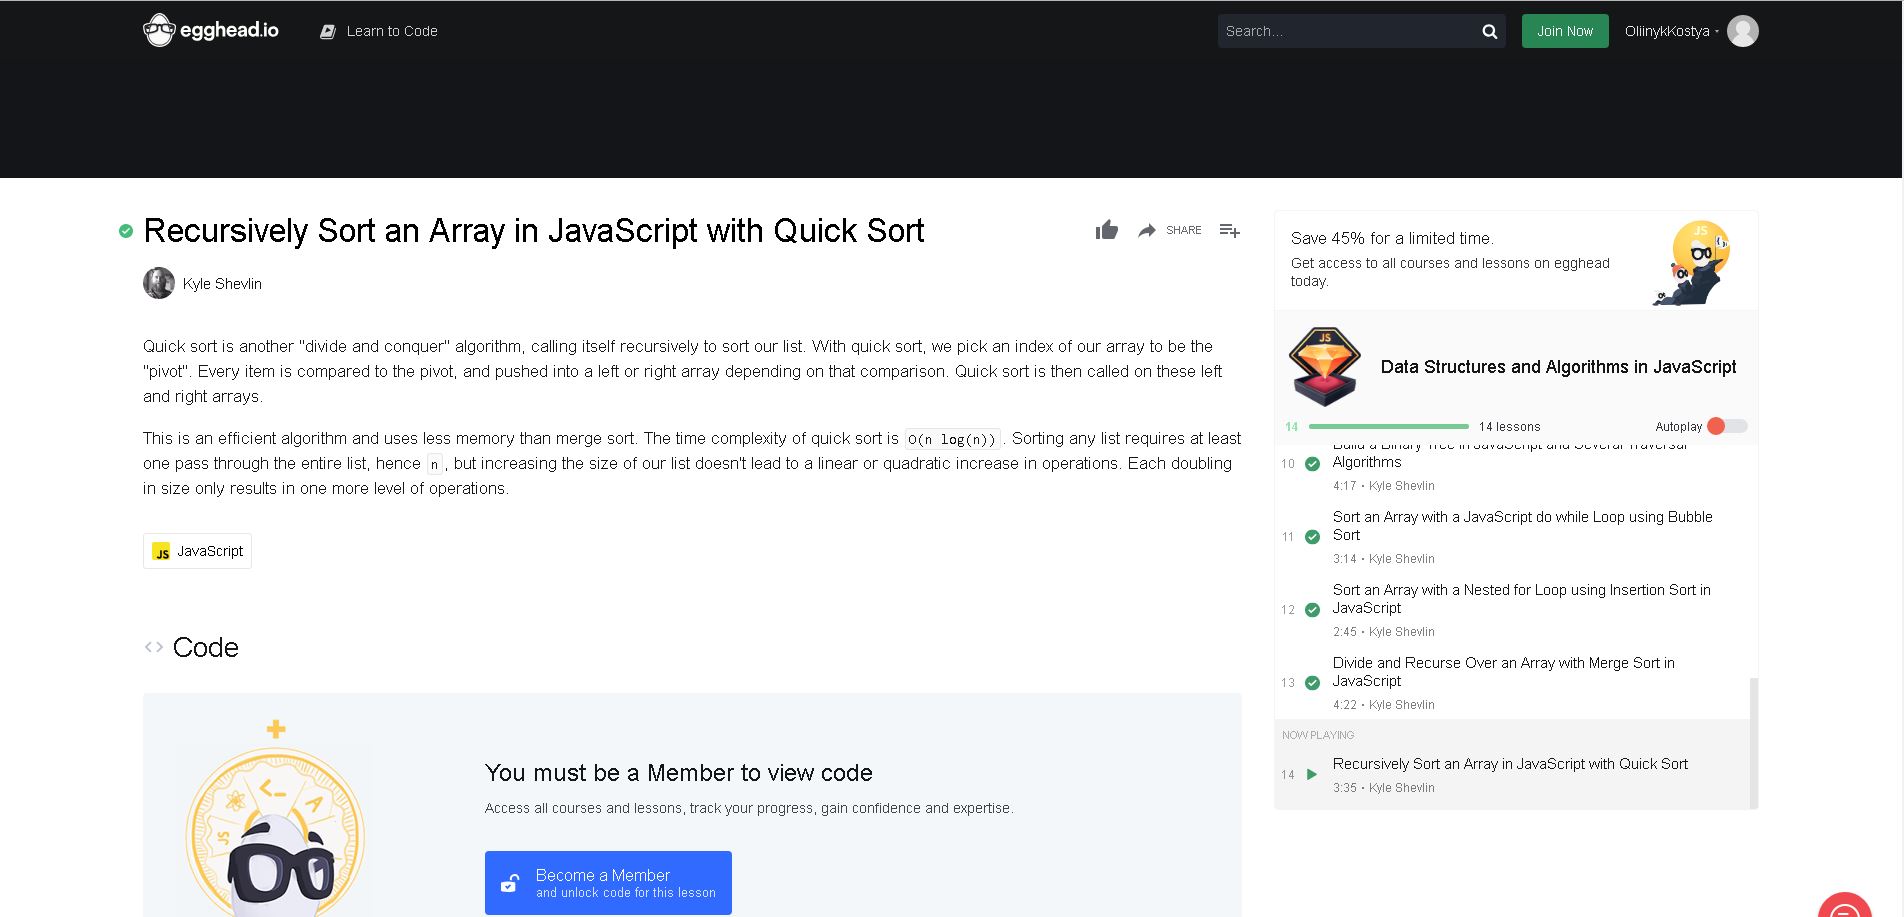 egghead.io
Learn to Code
Search...
Join Now
OliinykKostya
Recursively Sort an Array in JavaScript with Quick Sort
SHARE
Kyle Shevlin
Quick sort is another "divide and conquer" algorithm, calling itself recursively to sort our list. With quick sort, we pick an index of our array to be the
"pivot". Every item is compared to the pivot, and pushed into a left or right array depending on that comparison. Quick sort is then called on these left
and right arrays.
This is an efficient algorithm and uses less memory than merge sort. The time complexity of quick sort is O(n log(n)). Sorting any list requires at least
one pass through the entire list, hence n, but increasing the size of our list doesn't lead to a linear or quadratic increase in operations. Each doubling
in size only results in one more level of operations.
JS JavaScript
<> Code
JS
A
You must be a Member to view code
Access all courses and lessons, track your progress, gain confidence and expertise.
Become a Member
and unlock code for this lesson
Save 45% for a limited time.
Get access to all courses and lessons on egghead
today.
JS
{}
JS
Data Structures and Algorithms in JavaScript
14
14 lessons
Autoplay
Build a Binary Tree in JavaScript and Several Traversal
10
Algorithms
4:17 • Kyle Shevlin
Sort an Array with a JavaScript do while Loop using Bubble
11
Sort
3:14 • Kyle Shevlin
Sort an Array with a Nested for Loop using Insertion Sort in
12
JavaScript
2:45 • Kyle Shevlin
Divide and Recurse Over an Array with Merge Sort in
13
JavaScript
4:22 • Kyle Shevlin
NOW PLAYING
14
Recursively Sort an Array in JavaScript with Quick Sort
3:35 • Kyle Shevlin